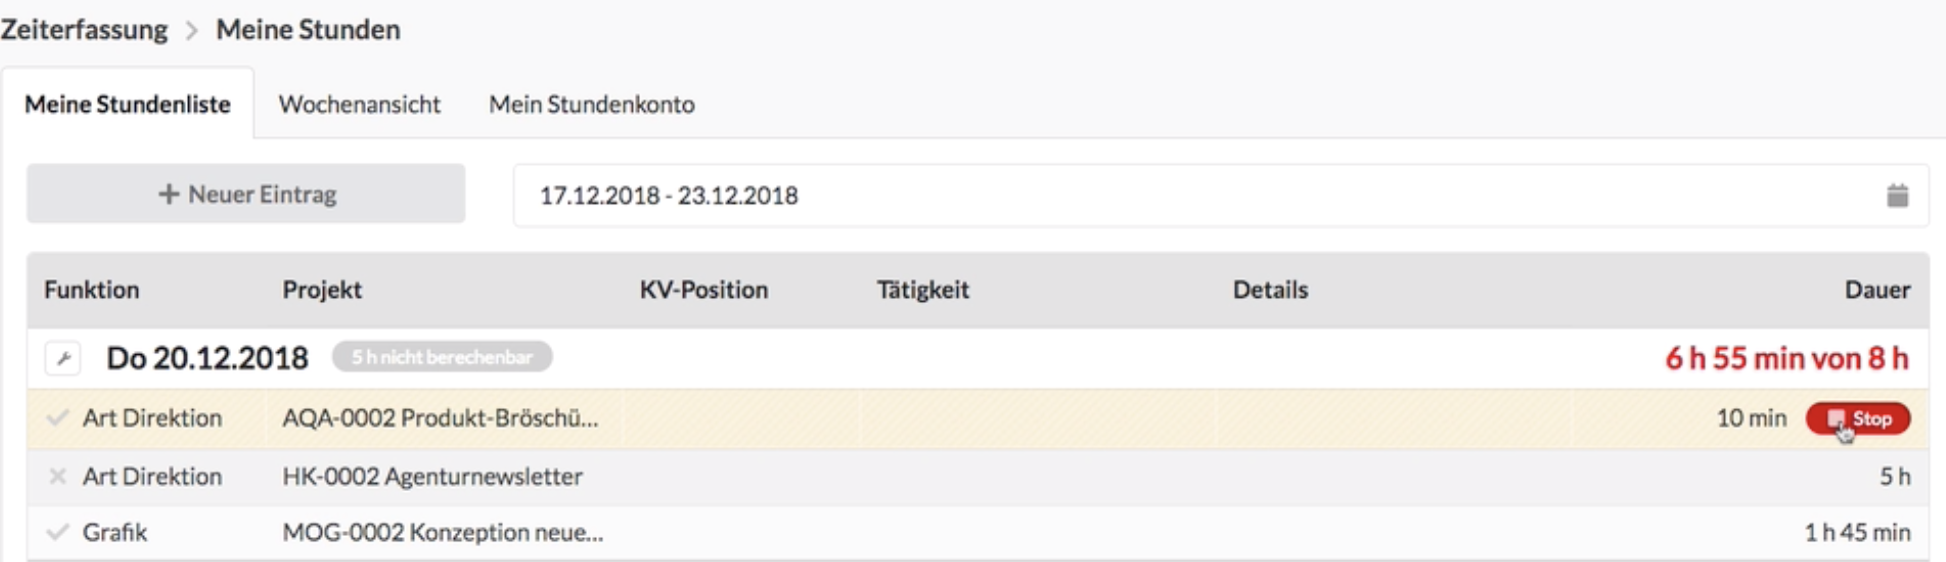 Zeiterfassung > Meine Stunden
Meine Stundenliste Wochenansicht Mein Stundenkonto
+ Neuer Eintrag 17.12.2018 - 23.12.2018
Funktion Projekt KV-Position Tätigkeit Details Dauer
Do 20.12.2018 5 h nicht berechenbar 6 h 55 min von 8 h
Art Direktion AQA-0002 Produkt-Bröschü... 10 min Stop
Art Direktion HK-0002 Agenturnewsletter 5 h
Grafik MOG-0002 Konzeption neue... 1 h 45 min